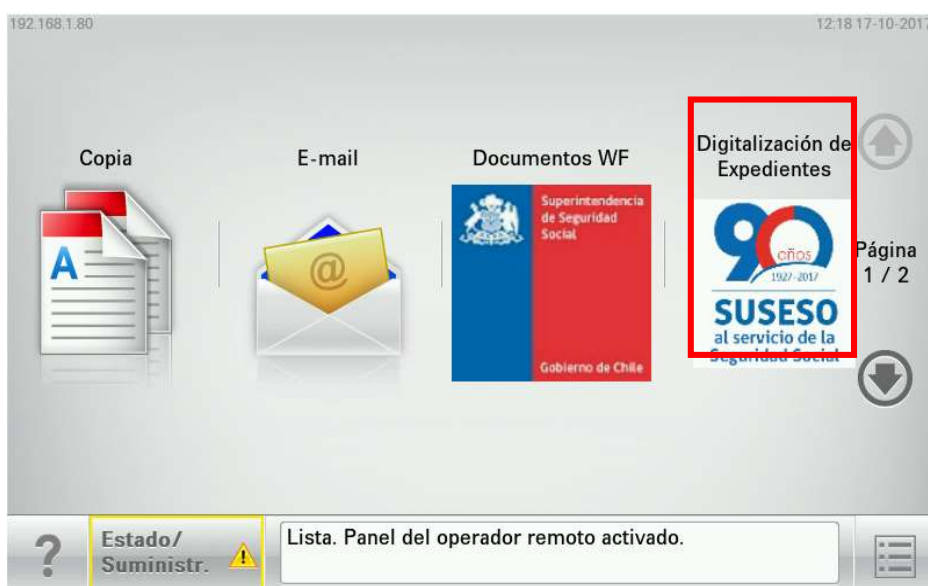 192.168.1.80
12:18 17-10-2017
Copia
E-mail
Documentos WF
Digitalización de
Expedientes
A
@
Superintendencia
de Seguridad
Social
Gobierno de Chile
90
años
1927-2017
SUSESO
al servicio de la
Seguridad Social
Página
1 / 2
?
Estado/
Suministr.
Lista. Panel del operador remoto activado.